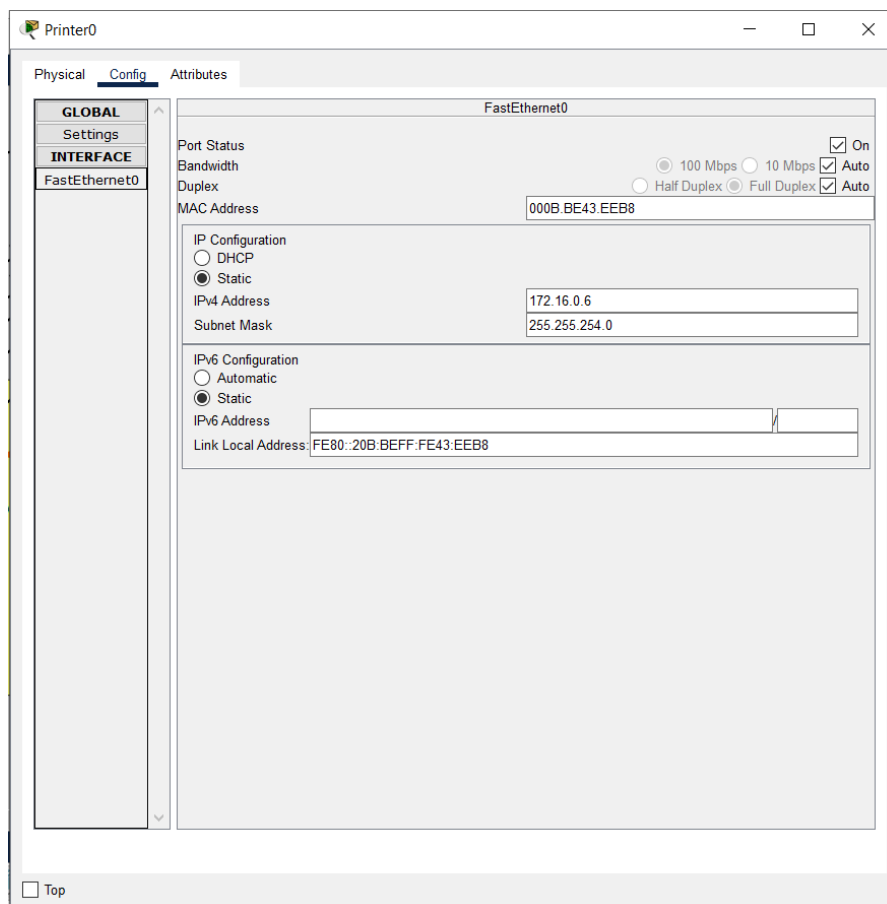 Printer0
Physical Config Attributes
GLOBAL
Settings
INTERFACE
FastEthernet0
FastEthernet0
Port Status On
Bandwidth 100 Mbps 10 Mbps Auto
Duplex Half Duplex Full Duplex Auto
MAC Address 000B.BE43.EEB8
IP Configuration
DHCP
Static
IPv4 Address 172.16.0.6
Subnet Mask 255.255.254.0
IPv6 Configuration
Automatic
Static
IPv6 Address /
Link Local Address: FE80::20B:BEFF:FE43:EEB8
Top